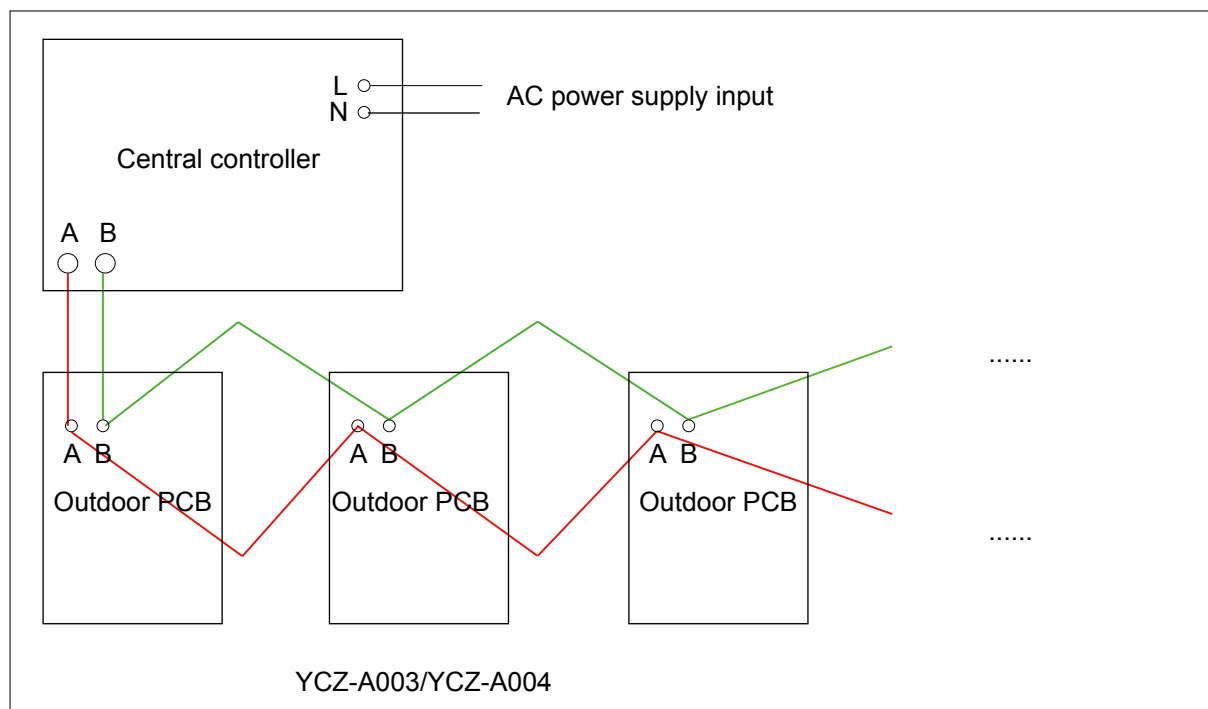 L
AC power supply input
N
Central controller
A B
......
A B
A B
A B
Outdoor PCB
Outdoor PCB
Outdoor PCB
......
YCZ-A003/YCZ-A004